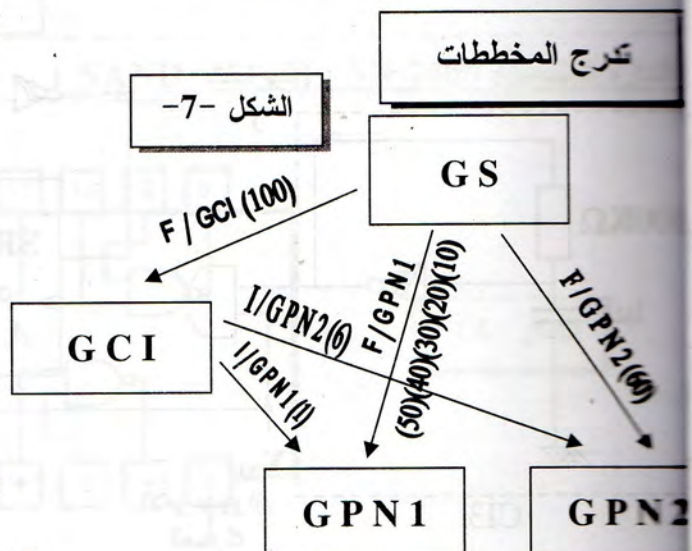 تدرج المخططات
الشكل -7-
G S
F / GCI (100)
G C I
I/GPN2(6)
I/GPN1(1)
F/GPN1
(50)(40)(30)(20)(10)
F/GPN2(60)
G P N 1
G P N 2